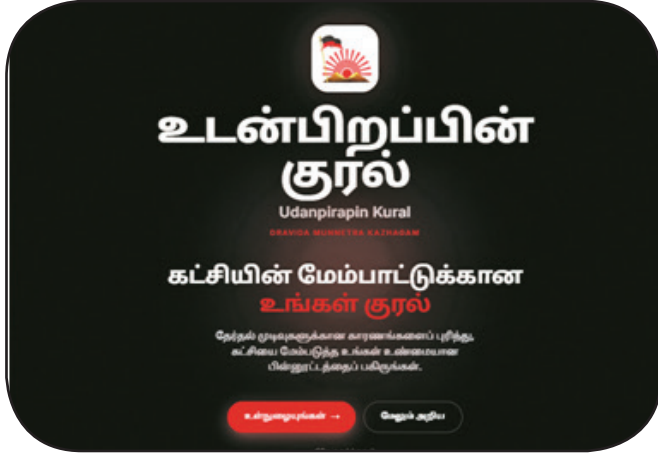 உடன்பிறப்பின்
குரல்
Udanpirapin Kural
DRAVIDA MUNNETRA KAZHAGAM
கட்சியின் மேம்பாட்டுக்கான
உங்கள் குரல்
தேர்தல் முடிவுகளுக்கான காரணங்களைப் புரிந்து,
கட்சியை மேம்படுத்த உங்கள் உண்மையான
பின்னூட்டத்தைப் பகிருங்கள்.
உள்நுழையுங்கள் →
மேலும் அறிய